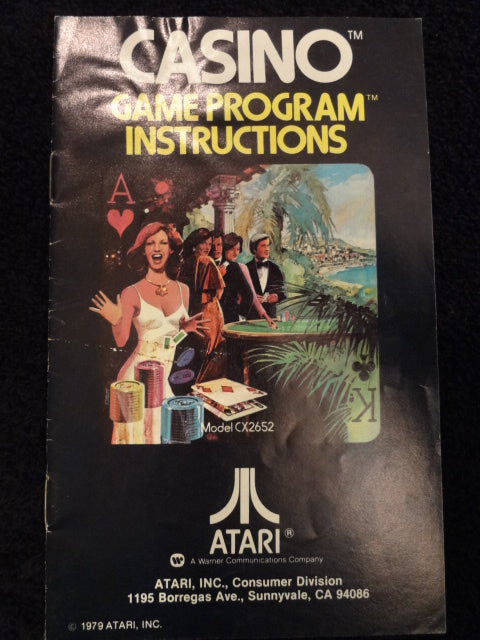 CASINO™
GAME PROGRAM™
INSTRUCTIONS
A
K
Model CX2652
ATARI®
W A Warner Communications Company
ATARI, INC., Consumer Division
1195 Borregas Ave., Sunnyvale, CA 94086
© 1979 ATARI, INC.